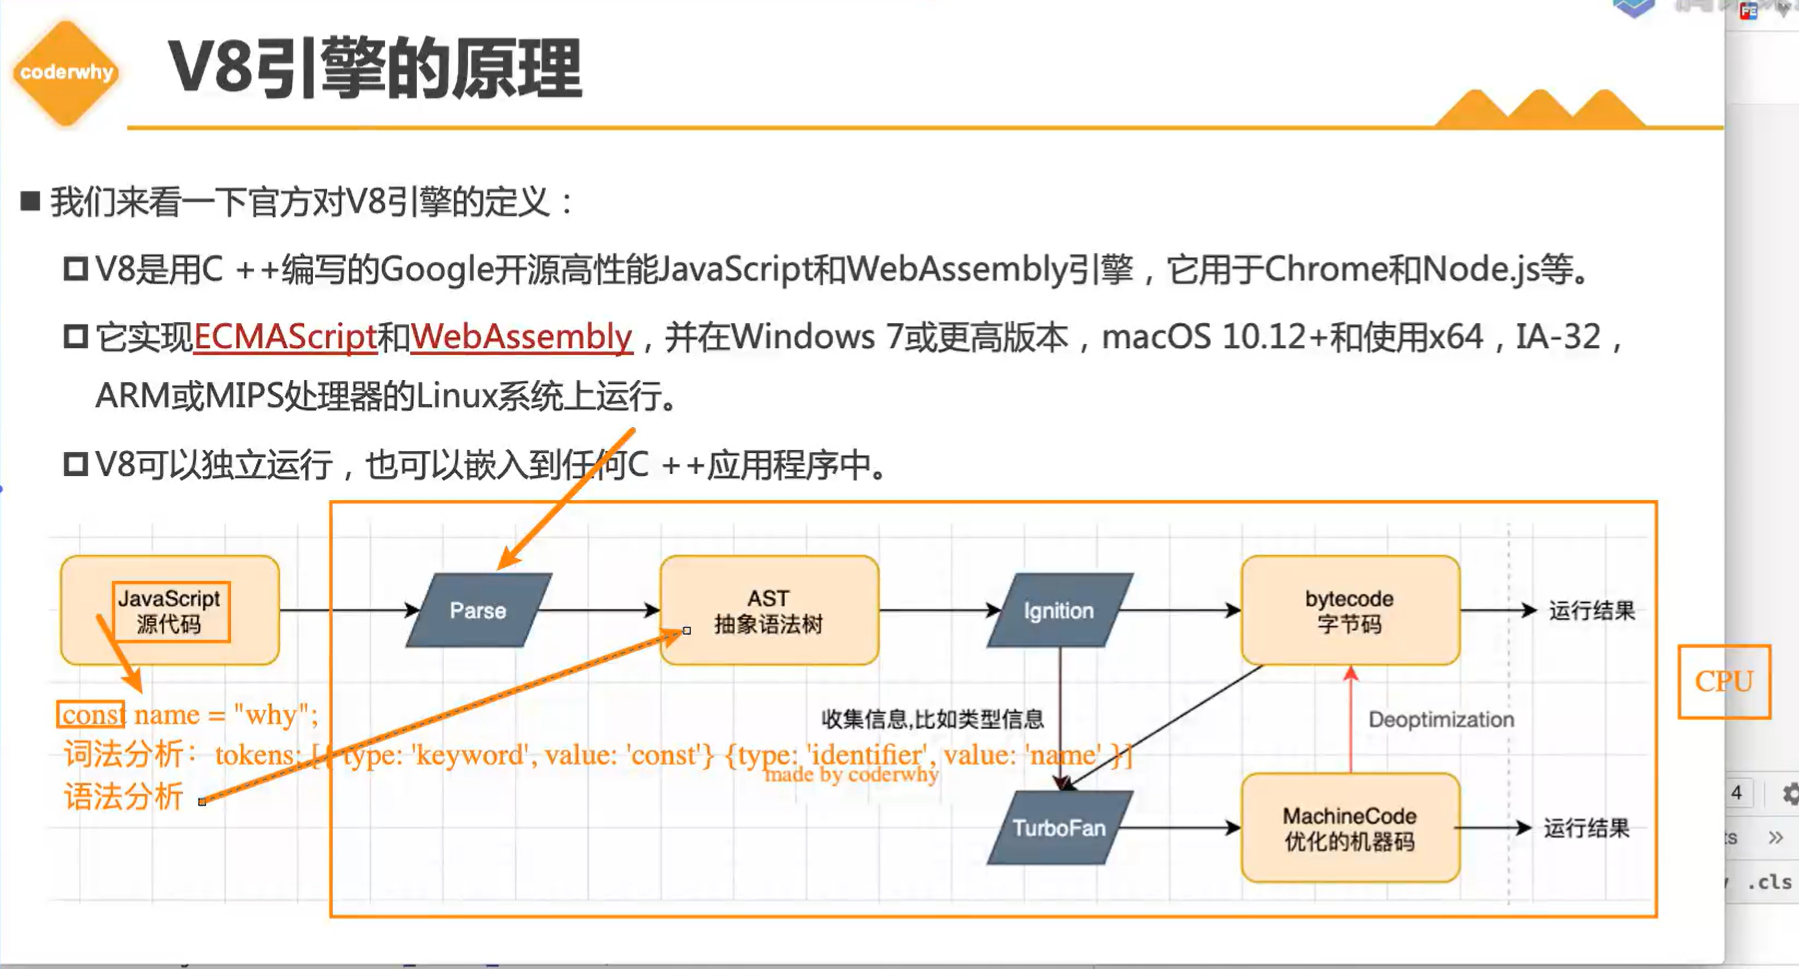 coderwhy
V8引擎的原理
我们来看一下官方对V8引擎的定义：
V8是用C ++编写的Google开源高性能JavaScript和WebAssembly引擎，它用于Chrome和Node.js等。
它实现ECMAScript和WebAssembly，并在Windows 7或更高版本，macOS 10.12+和使用x64，IA-32，
ARM或MIPS处理器的Linux系统上运行。
V8可以独立运行，也可以嵌入到任何C ++应用程序中。
JavaScript
源代码
Parse
AST
抽象语法树
Ignition
bytecode
字节码
运行结果
CPU
const name = "why";
收集信息,比如类型信息
Deoptimization
词法分析：tokens: [{ type: 'keyword', value: 'const'} {type: 'identifier', value: 'name' }]
made by coderwhy
语法分析
TurboFan
MachineCode
优化的机器码
运行结果
4
ts
.cls